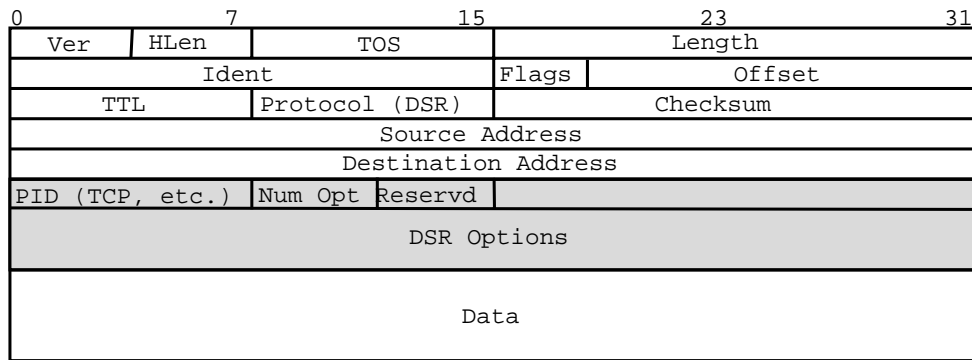 0 7 15 23 31
Ver HLen TOS Length
Ident Flags Offset
TTL Protocol (DSR) Checksum
Source Address
Destination Address
PID (TCP, etc.) Num Opt Reservd
DSR Options
Data